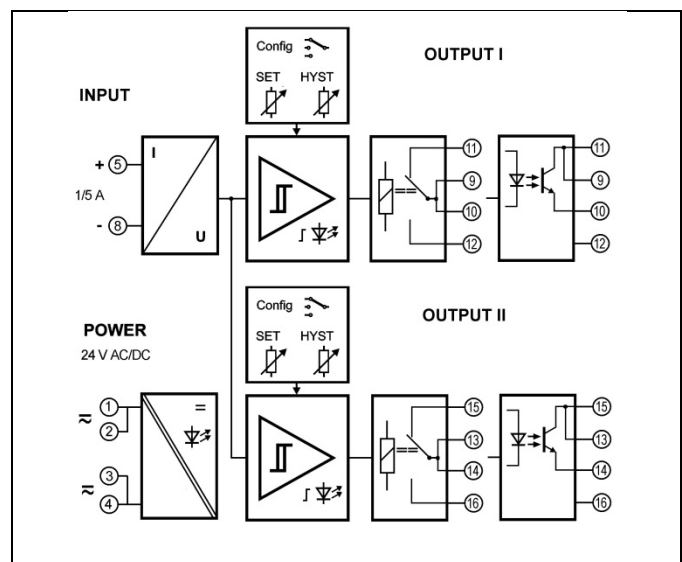 Config
OUTPUT I
SET HYST
INPUT
+ 5
I
11
11
1/5 A
9
9
10
10
- 8
U
12
12
Config
OUTPUT II
POWER
SET HYST
24 V AC/DC
1
=
15
15
2
13
13
3
14
14
4
16
16